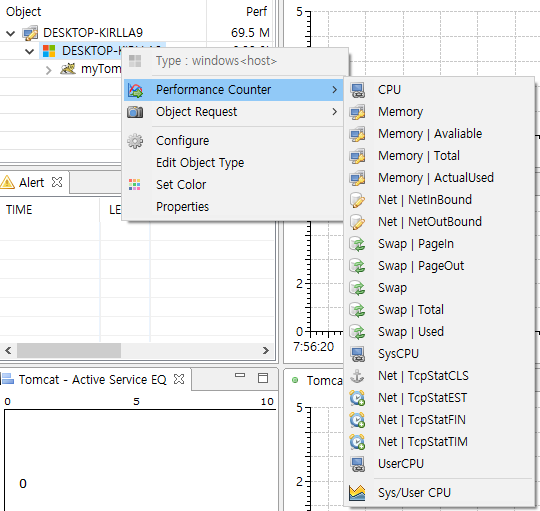 Object Perf
DESKTOP-KIRLLA9 69.5 M
myTom
Type : windows<host>
Performance Counter
Object Request
Configure
Edit Object Type
Set Color
Properties
CPU
Memory
Memory | Avaliable
Memory | Total
Memory | ActualUsed
Net | NetInBound
Net | NetOutBound
Swap | PageIn
Swap | PageOut
Swap
Swap | Total
Swap | Used
SysCPU
Net | TcpStatCLS
Net | TcpStatEST
Net | TcpStatFIN
Net | TcpStatTIM
UserCPU
Sys/User CPU
Alert
TIME LE
5
2
0
7:56:20
Tomcat - Active Service EQ
0 5 10
0
Tomca
5
2